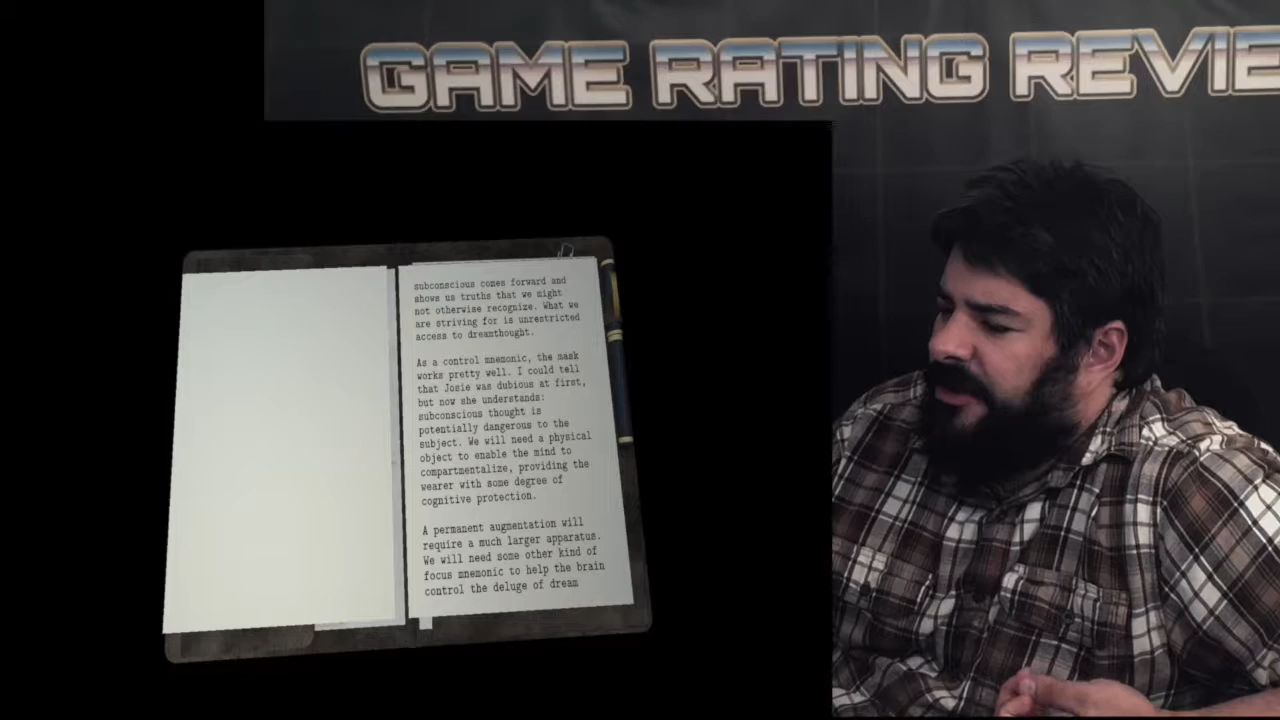 GAME RATING REVIE
subconscious comes forward and
shows us truths that we might
not otherwise recognize. What we
are striving for is unrestricted
access to dreamthought.
As a control mnemonic, the mask
works pretty well. I could tell
that Josie was dubious at first,
but now she understands:
subconscious thought is
potentially dangerous to the
subject. We will need a physical
object to enable the mind to
compartmentalize, providing the
wearer with some degree of
cognitive protection.
A permanent augmentation will
require a much larger apparatus.
We will need some other kind of
focus mnemonic to help the brain
control the deluge of dream